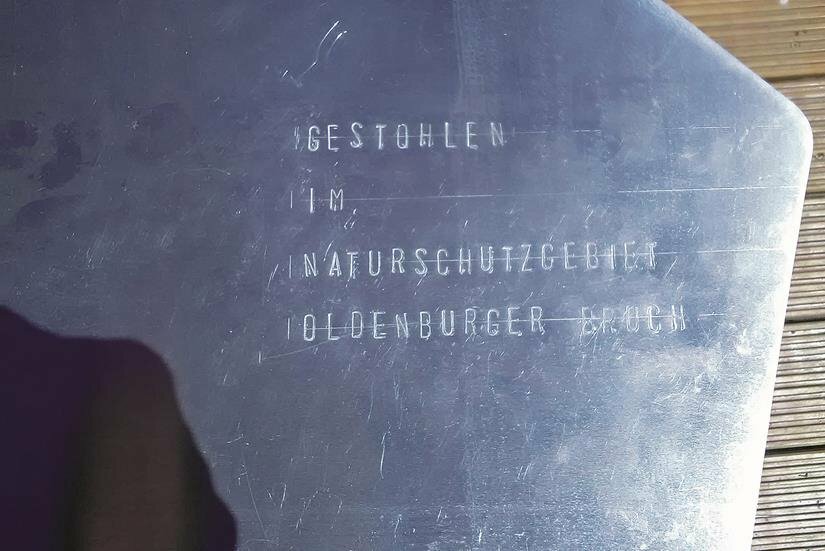 GESTOHLEN
IM
NATURSCHUTZGEBIET
OLDENBURGER BRUCH